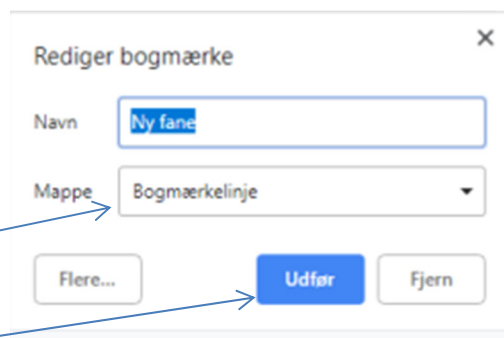 Rediger bogmærke
Navn Ny fane
Mappe Bogmærkelinje
Flere... Udfør Fjern